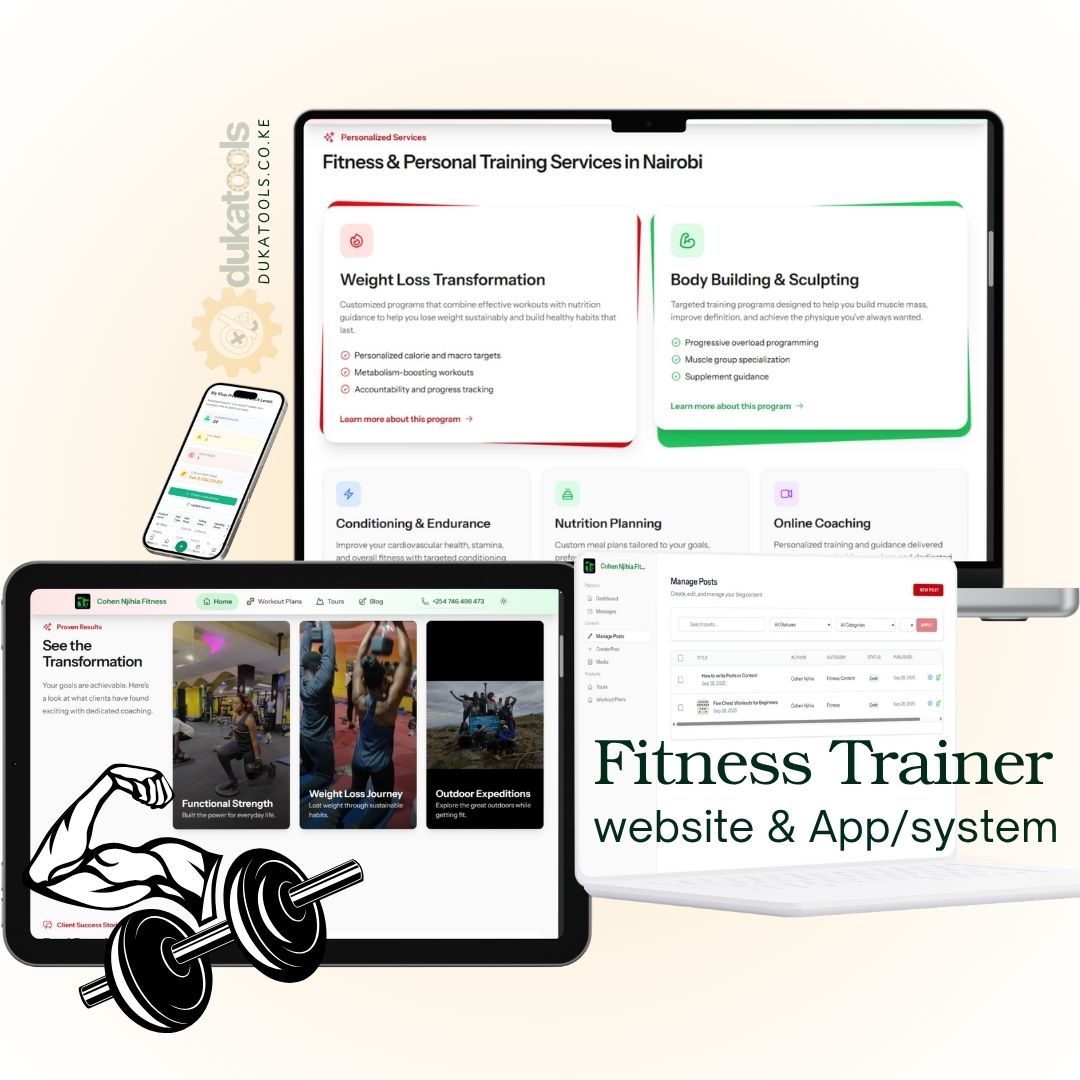 dukatools
DUKATOOLS.CO.KE
Personalized Services
Fitness & Personal Training Services in Nairobi
Weight Loss Transformation
Customized programs that combine effective workouts with nutrition
guidance to help you lose weight sustainably and build healthy habits that
last.
Personalized calorie and macro targets
Metabolism-boosting workouts
Accountability and progress tracking
Learn more about this program →
Body Building & Sculpting
Targeted training programs designed to help you build muscle mass,
improve definition, and achieve the physique you've always wanted.
Progressive overload programming
Muscle group specialization
Supplement guidance
Learn more about this program →
Conditioning & Endurance
Improve your cardiovascular health, stamina,
and overall fitness with targeted conditioning
Nutrition Planning
Custom meal plans tailored to your goals,
Online Coaching
Personalized training and guidance delivered
Cohen Njihia Fitness
Home
Workout Plans
Tours
Blog
+254 746 498 473
Proven Results
See the
Transformation
Your goals are achievable. Here's
a look at what clients have found
exciting with dedicated coaching.
Functional Strength
Built the power for everyday life.
Weight Loss Journey
Lost weight through sustainable
habits.
Outdoor Expeditions
Explore the great outdoors while
getting fit.
Client Success Stor
Cohen Njihia Fit...
Platform
Dashboard
Messages
Content
Manage Posts
Create Post
Media
Products
Tours
Workout Plans
Manage Posts
Create, edit, and manage your blog content
NEW POST
Search posts...
All Statuses
All Categories
APPLY
TITLE
AUTHOR
CATEGORY
STATUS
PUBLISHED
How to write Posts or Content
Sep 28, 2025
Cohen Njihia
Fitness Content
Draft
Sep 28, 2025
Five Chest Workouts for Beginners
Sep 26, 2025
Cohen Njihia
Fitness
Draft
Sep 26, 2025
Fitness Trainer
website & App/system